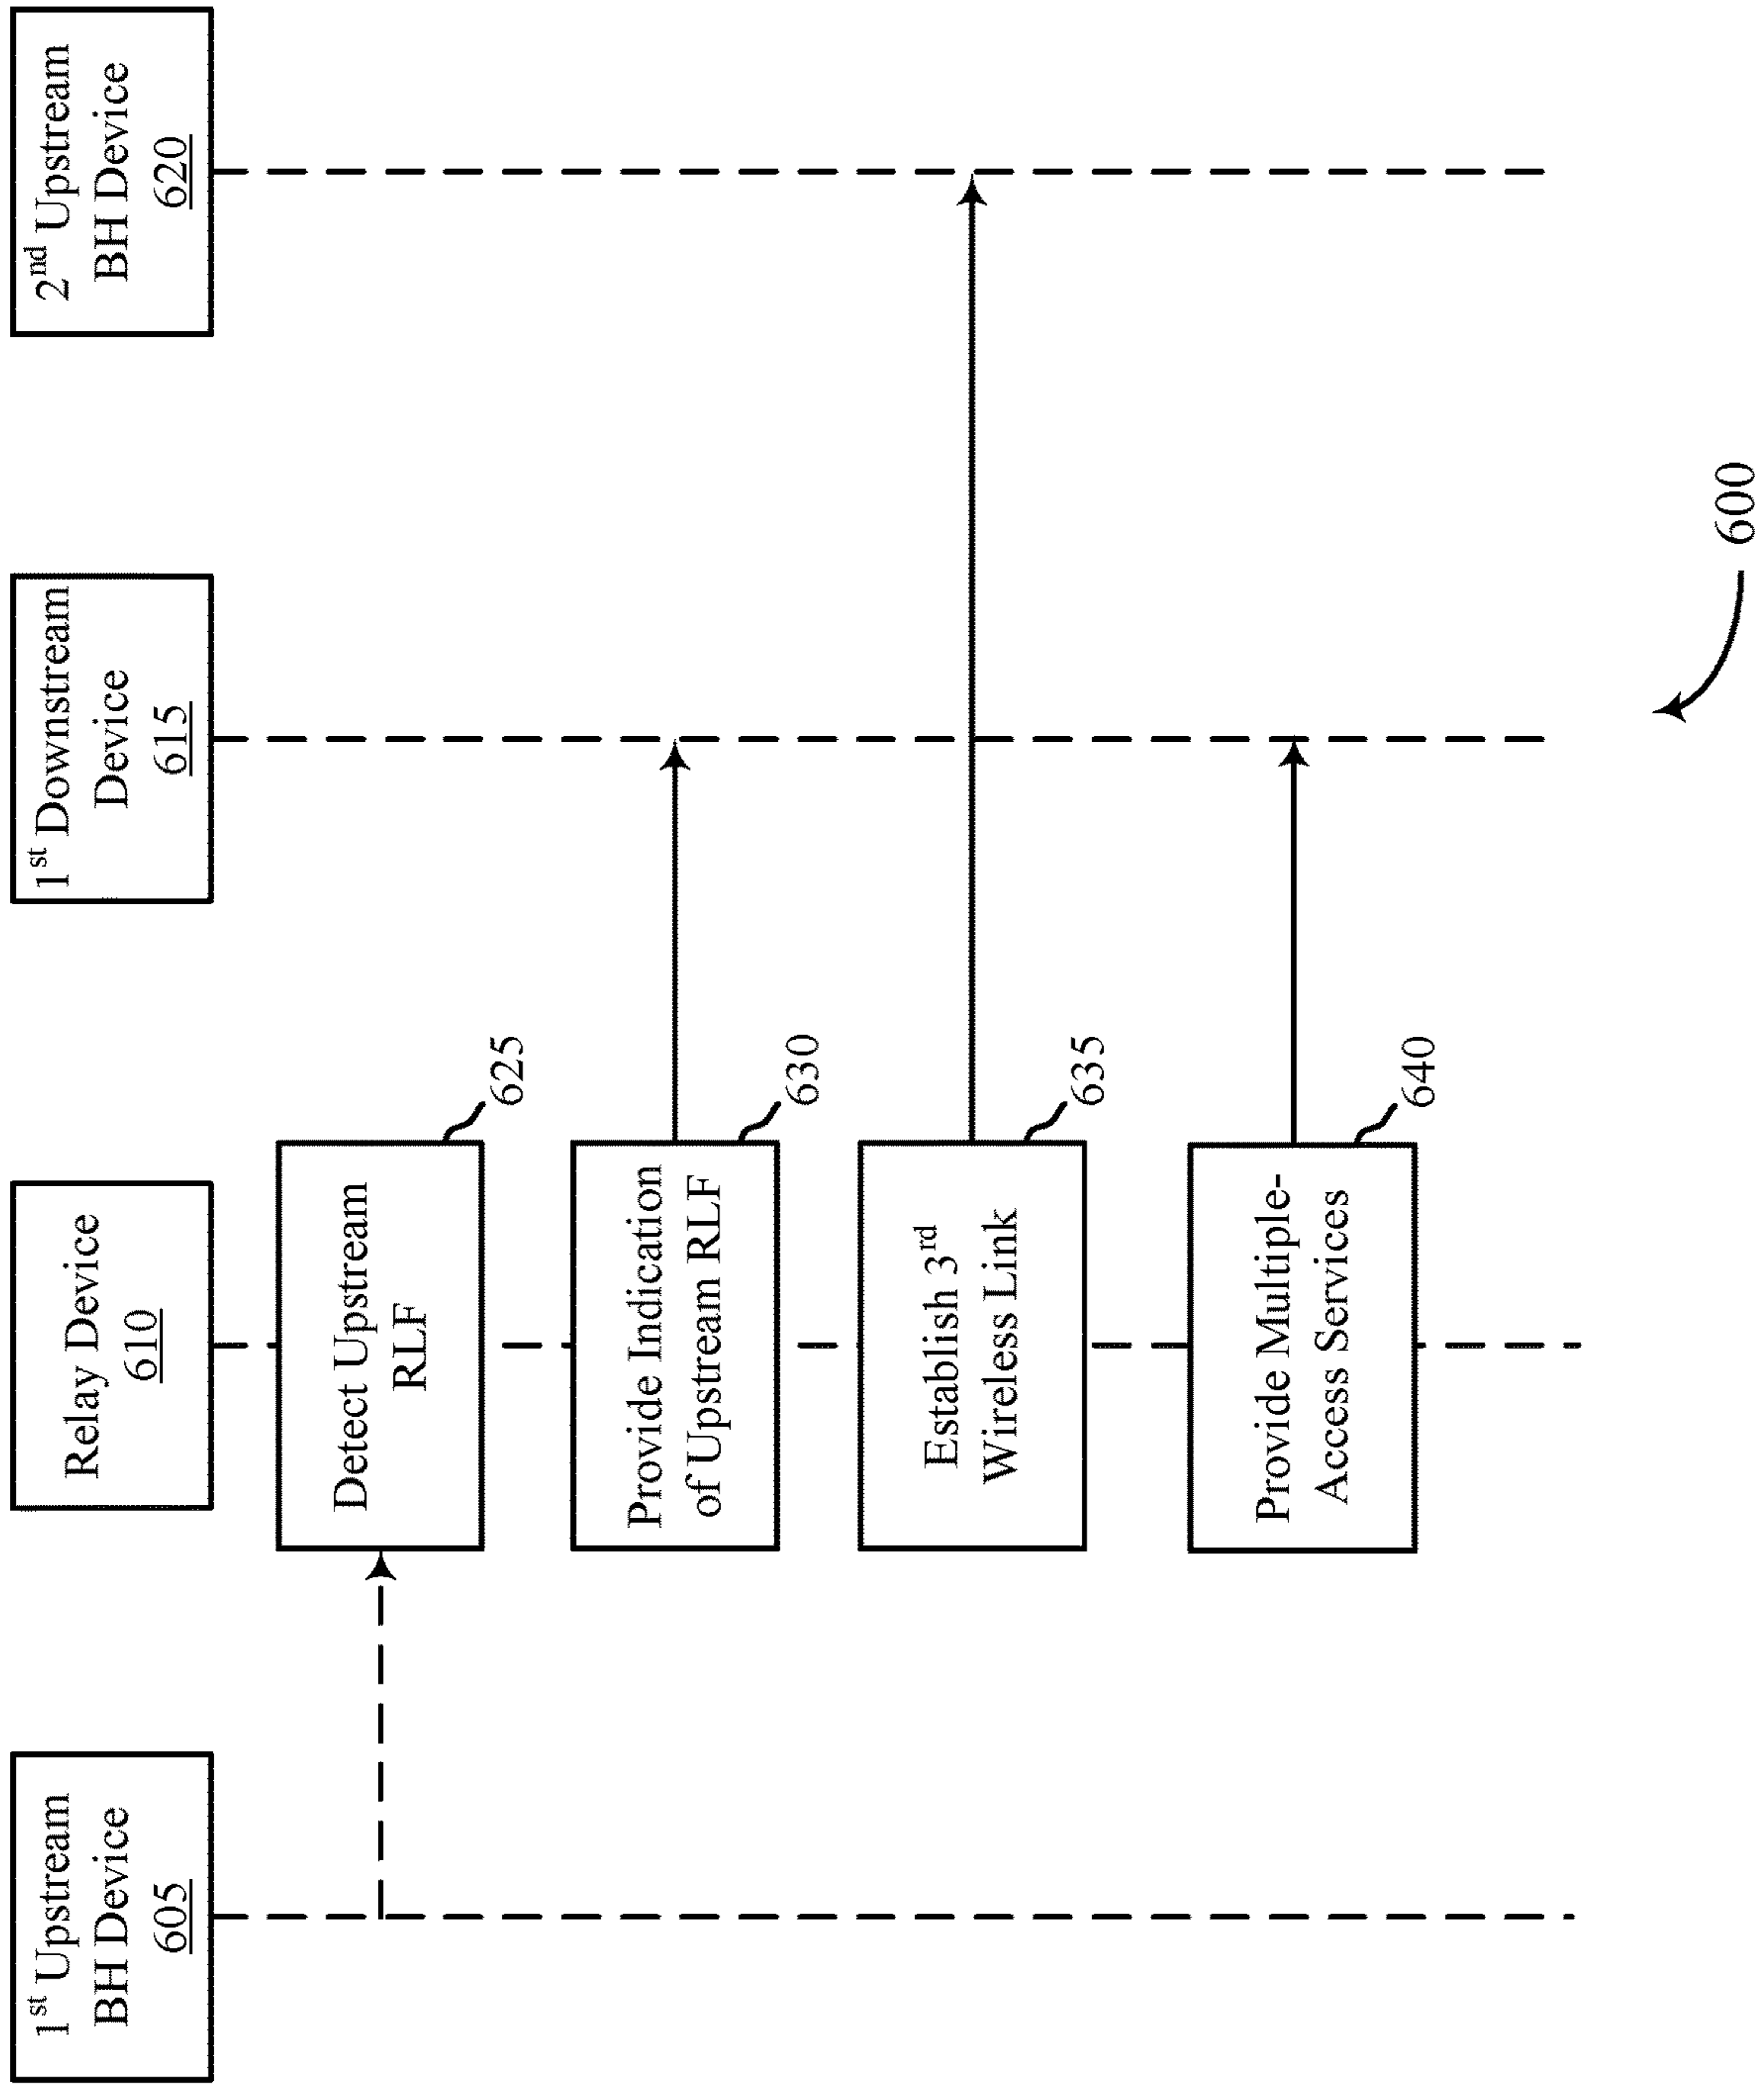 1st Upstream
BH Device
605
Relay Device
610
1st Downstream
Device
615
2nd Upstream
BH Device
620
Detect Upstream
RLF
625
Provide Indication
of Upstream RLF
630
Establish 3rd
Wireless Link
635
Provide Multiple-
Access Services
640
600